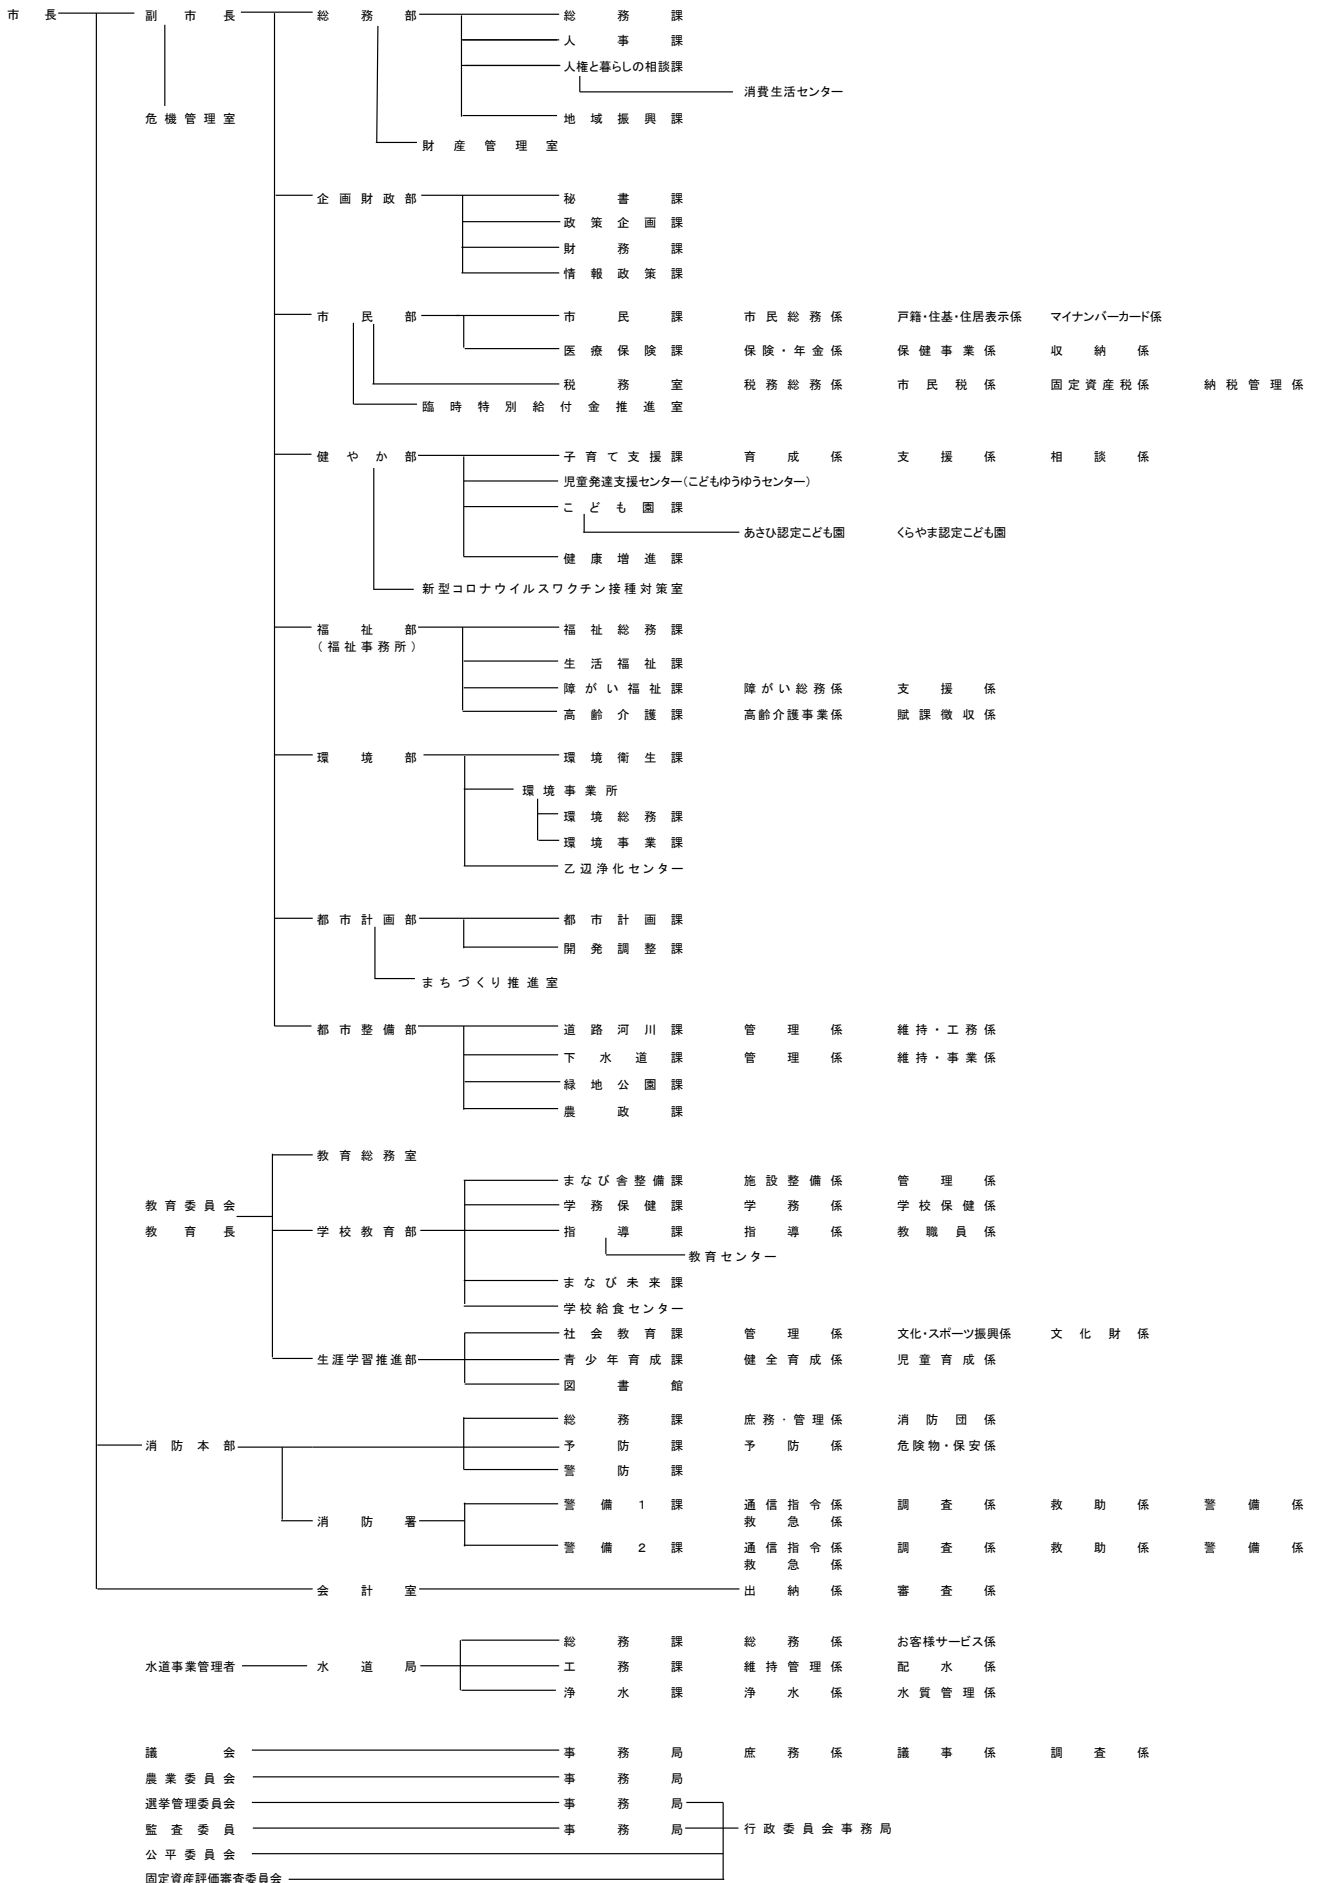 市長 副市長 総務部 総務課
人事課
人権と暮らしの相談課
消費生活センター
危機管理室 地域振興課
財産管理室
企画財政部 秘書課
政策企画課
財務課
情報政策課
市民部 市民課 市民総務係 戸籍・住基・住居表示係 マイナンバーカード係
医療保険課 保険・年金係 保健事業係 収納係
税務室 税務総務係 市民税係 固定資産税係 納税管理係
臨時特別給付金推進室
健やか部 子育て支援課 育成係 支援係 相談係
児童発達支援センター(こどもゆうゆうセンター)
こども園課
あさひ認定こども園 くらやま認定こども園
健康増進課
新型コロナウイルスワクチン接種対策室
福祉部 福祉総務課
(福祉事務所)
生活福祉課
障がい福祉課 障がい総務係 支援係
高齢介護課 高齢介護事業係 賦課徴収係
環境部 環境衛生課
環境事業所
環境総務課
環境事業課
乙辺浄化センター
都市計画部 都市計画課
開発調整課
まちづくり推進室
都市整備部 道路河川課 管理係 維持・工務係
下水道課 管理係 維持・事業係
緑地公園課
農政課
教育総務室
まなび舎整備課 施設整備係 管理係
教育委員会 学務保健課 学務係 学校保健係
教育長 学校教育部 指導課 指導係 教職員係
教育センター
まなび未来課
学校給食センター
社会教育課 管理係 文化・スポーツ振興係 文化財係
生涯学習推進部 青少年育成課 健全育成係 児童育成係
図書館
総務課 庶務・管理係 消防団係
消防本部 予防課 予防係 危険物・保安係
警防課
警備1課 通信指令係 調査係 救助係 警備係
消防署 救急係
警備2課 通信指令係 調査係 救助係 警備係
救急係
会計室 出納係 審査係
総務課 総務係 お客様サービス係
水道事業管理者 水道局 工務課 維持管理係 配水係
浄水課 浄水係 水質管理係
議会 事務局 庶務係 議事係 調査係
農業委員会 事務局
選挙管理委員会 事務局
監査委員 事務局 行政委員会事務局
公平委員会
固定資産評価審査委員会